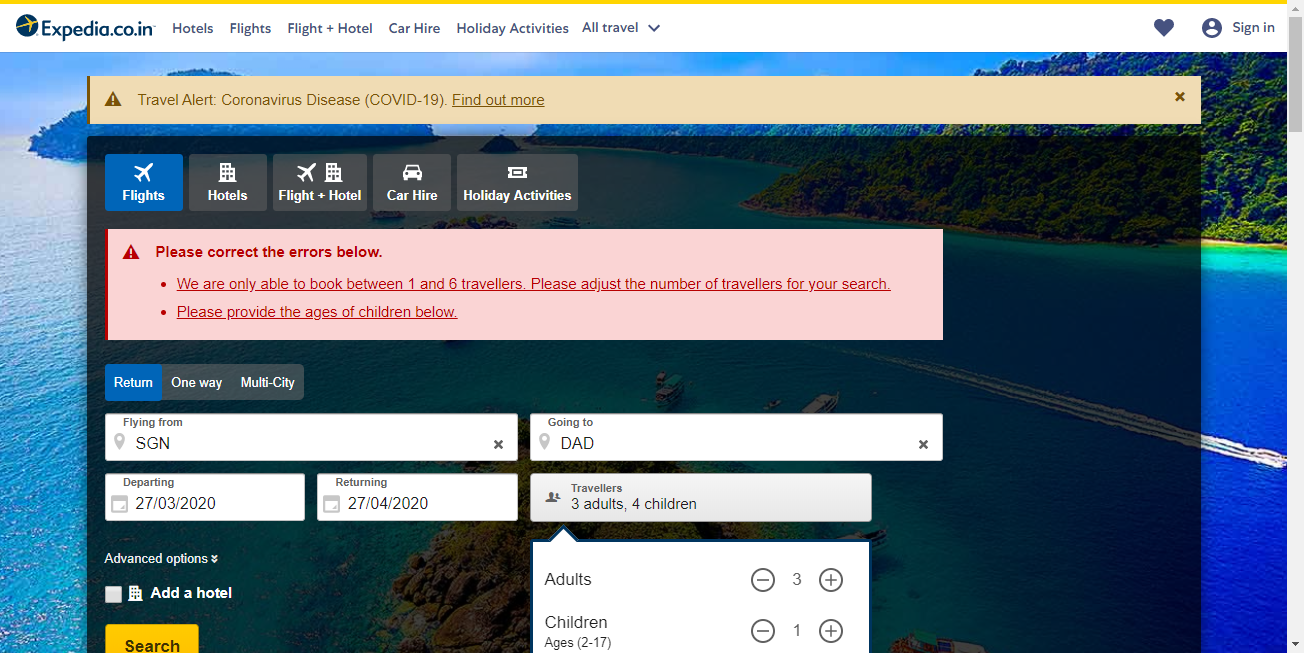 Expedia.co.in Hotels Flights Flight + Hotel Car Hire Holiday Activities All travel Sign in
Travel Alert: Coronavirus Disease (COVID-19). Find out more
Flights Hotels Flight + Hotel Car Hire Holiday Activities
Please correct the errors below.
We are only able to book between 1 and 6 travellers. Please adjust the number of travellers for your search.
Please provide the ages of children below.
Return One way Multi-City
Flying from Going to
SGN DAD
Departing Returning Travellers
27/03/2020 27/04/2020 3 adults, 4 children
Advanced options
Adults 3
Add a hotel
Children 1
Ages (2-17)
Search